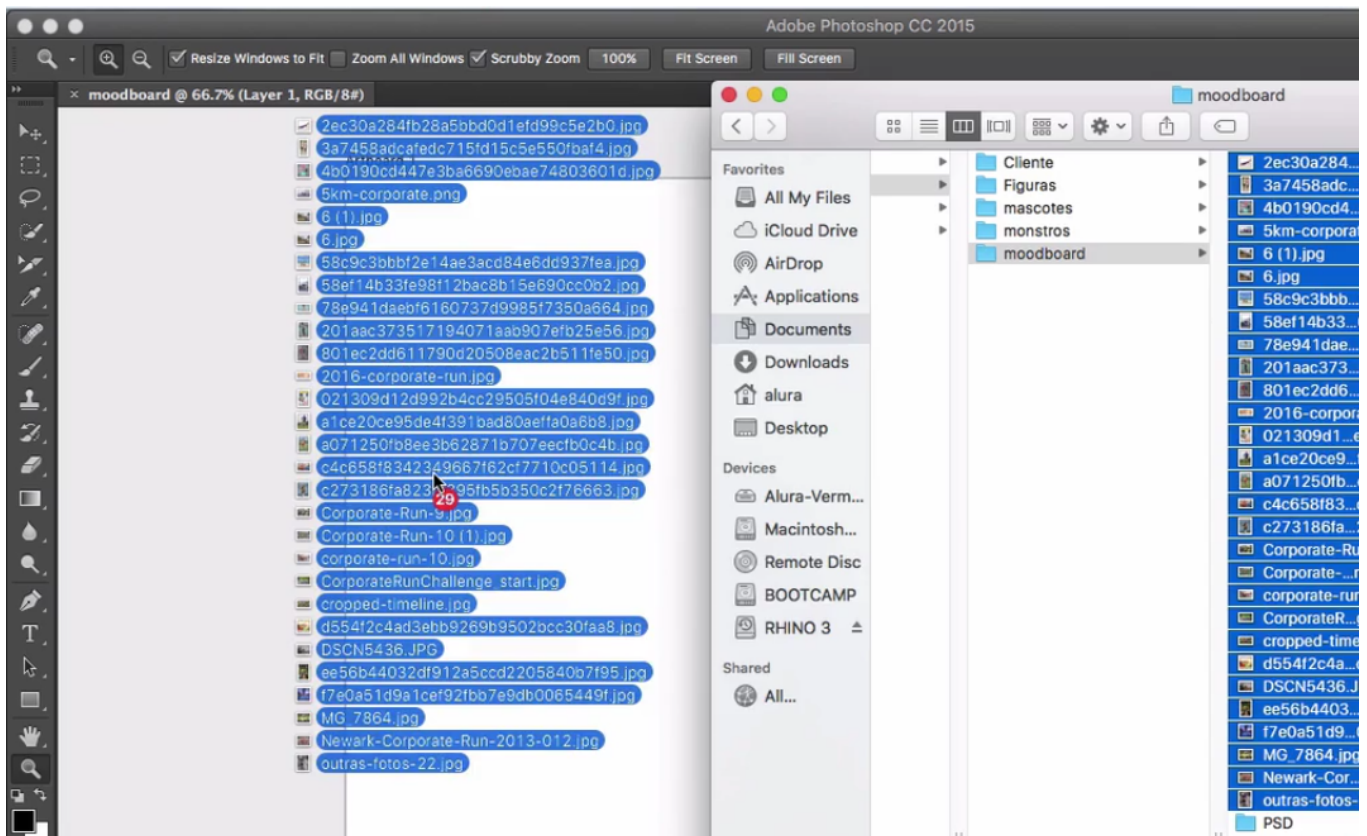 Adobe Photoshop CC 2015
Resize Windows to Fit Zoom All Windows Scrubby Zoom 100% Fit Screen Fill Screen
× moodboard @ 66.7% (Layer 1, RGB/8#)
2ec30a284fb28a5bbd0d1efd99c5e2b0.jpg
3a7458adcafedc715fd15c5e550fbaf4.jpg
4b0190cd447e3ba6690ebae74803601d.jpg
5km-corporate.png
6 (1).jpg
6.jpg
58c9c3bbbf2e14ae3acd84e6dd937fea.jpg
58ef14b33fe98f12bac8b15e690cc0b2.jpg
78e941daebf6160737d9985f7350a664.jpg
201aac373517194071aab907efb25e56.jpg
801ec2dd611790d20508eac2b511fe50.jpg
2016-corporate-run.jpg
021309d12d992b4cc29505f04e840d9f.jpg
a1ce20ce95de4f391bad80aeffa0a6b8.jpg
a071250fb8ee3b62871b707eecfb0c4b.jpg
c4c658f8342349667f62cf7710c05114.jpg
29
Corporate-Run-9.jpg
Corporate-Run-10 (1).jpg
corporate-run-10.jpg
CorporateRunChallenge_start.jpg
cropped-timeline.jpg
d554f2c4ad3ebb9269b9502bcc30faa8.jpg
DSCN5436.JPG
ee56b44032df912a5ccd2205840b7f95.jpg
f7e0a51d9a1cef92fbb7e9db0065449f.jpg
MG_7864.jpg
Newark-Corporate-Run-2013-012.jpg
outras-fotos-22.jpg
moodboard
Favorites
All My Files
iCloud Drive
AirDrop
Applications
Documents
Downloads
alura
Desktop
Devices
Alura-Verm...
Macintosh...
Remote Disc
BOOTCAMP
RHINO 3
Shared
All...
Cliente
Figuras
mascotes
monstros
moodboard
2ec30a284...
3a7458adc...
4b0190cd4...
5km-corporat
6 (1).jpg
6.jpg
58c9c3bbb...
58ef14b33...
78e941dae...
201aac373...
801ec2dd6...
2016-corpora
021309d1...e
a1ce20ce9...
a071250fb...
c4c658f83...
c273186fa...
Corporate-Ru
Corporate-...r
corporate-run
CorporateR...
cropped-time
d554f2c4a...
DSCN5436.J
ee56b4403...
f7e0a51d9...
MG_7864.jpg
Newark-Cor...
outras-fotos-
PSD
T